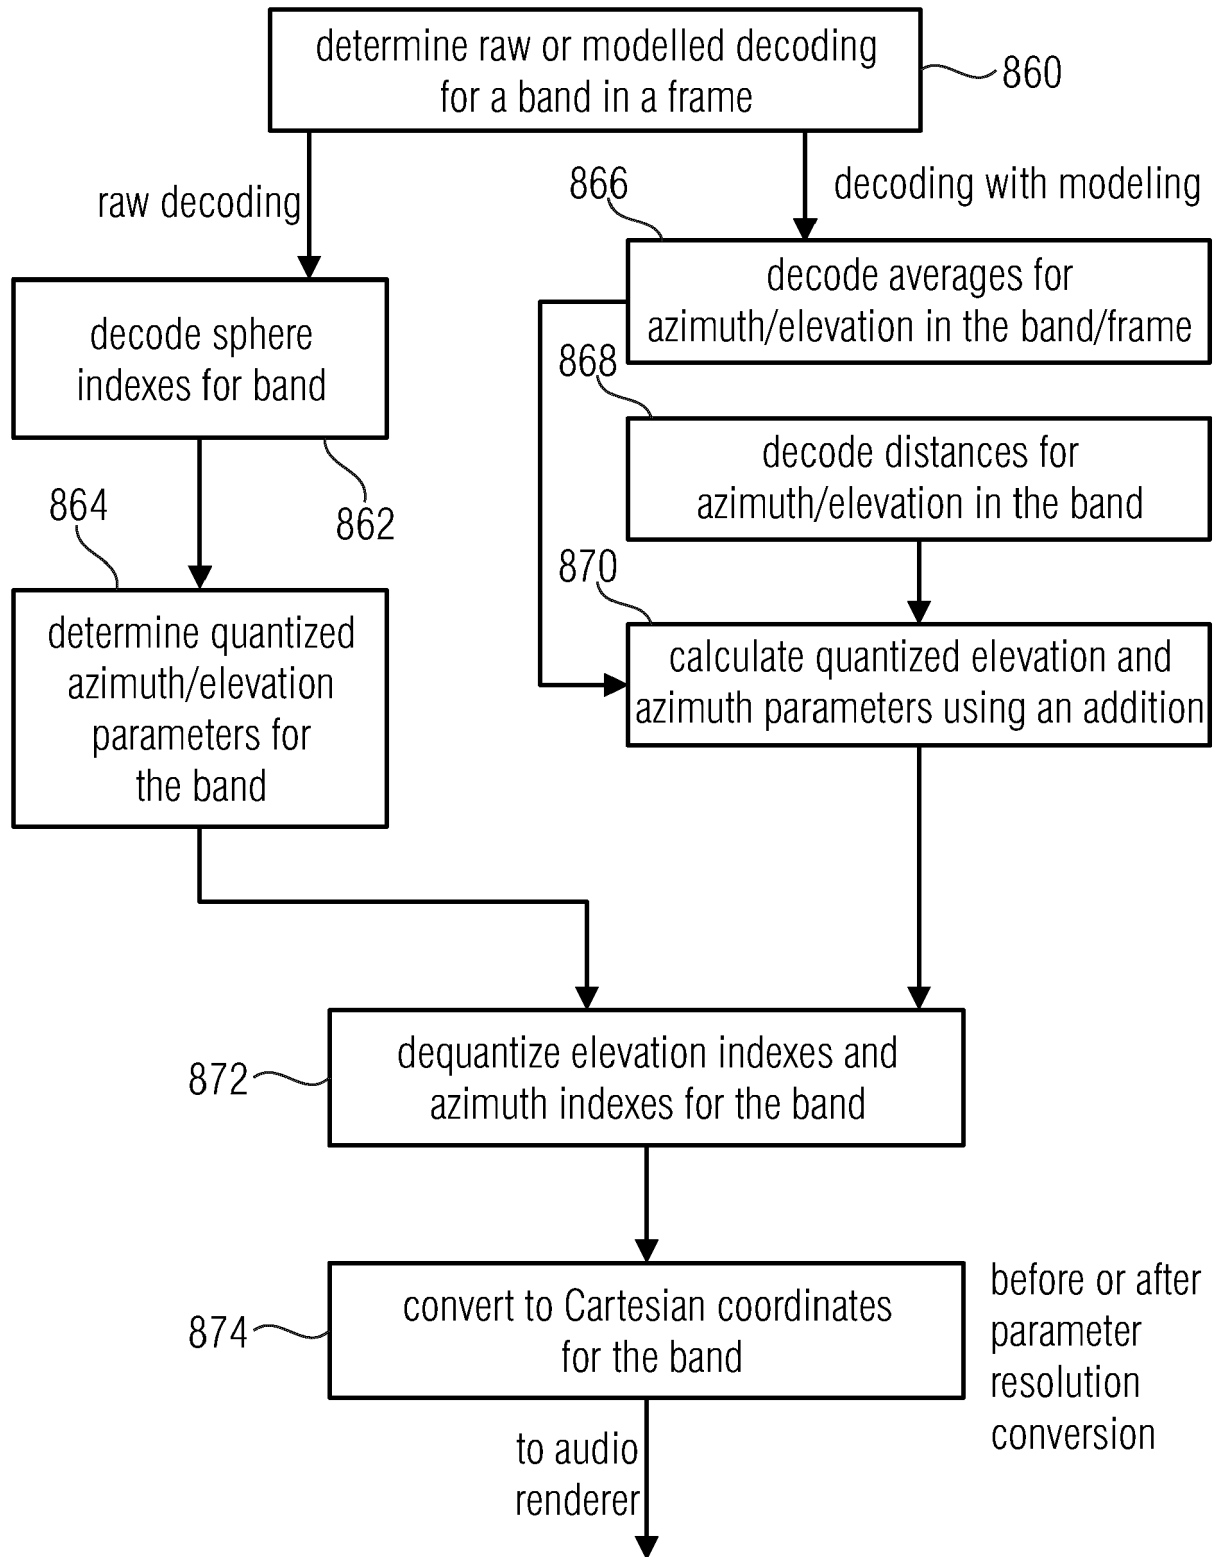 determine raw or modelled decoding
for a band in a frame
860
raw decoding
866
decoding with modeling
decode averages for
azimuth/elevation in the band/frame
decode sphere
indexes for band
868
decode distances for
azimuth/elevation in the band
864
862
870
determine quantized
azimuth/elevation
parameters for
the band
calculate quantized elevation and
azimuth parameters using an addition
dequantize elevation indexes and
azimuth indexes for the band
872
convert to Cartesian coordinates
for the band
874
before or after
parameter
resolution
conversion
to audio
renderer